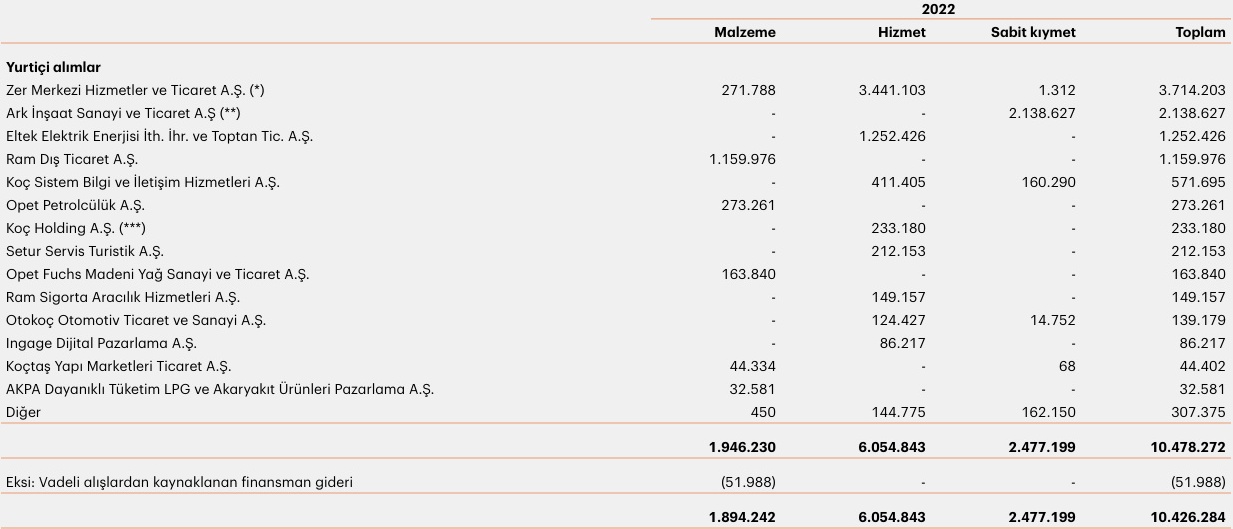 2022
Malzeme Hizmet Sabit kıymet Toplam
Yurtiçi alımlar
Zer Merkezi Hizmetler ve Ticaret A.Ş. (*) 271.788 3.441.103 1.312 3.714.203
Ark İnşaat Sanayi ve Ticaret A.Ş (**) - - 2.138.627 2.138.627
Eltek Elektrik Enerjisi İth. İhr. ve Toptan Tic. A.Ş. - 1.252.426 - 1.252.426
Ram Dış Ticaret A.Ş. 1.159.976 - - 1.159.976
Koç Sistem Bilgi ve İletişim Hizmetleri A.Ş. - 411.405 160.290 571.695
Opet Petrolcülük A.Ş. 273.261 - - 273.261
Koç Holding A.Ş. (***) - 233.180 - 233.180
Setur Servis Turistik A.Ş. - 212.153 - 212.153
Opet Fuchs Madeni Yağ Sanayi ve Ticaret A.Ş. 163.840 - - 163.840
Ram Sigorta Aracılık Hizmetleri A.Ş. - 149.157 - 149.157
Otokoç Otomotiv Ticaret ve Sanayi A.Ş. - 124.427 14.752 139.179
Ingage Dijital Pazarlama A.Ş. - 86.217 - 86.217
Koçtaş Yapı Marketleri Ticaret A.Ş. 44.334 - 68 44.402
AKPA Dayanıklı Tüketim LPG ve Akaryakıt Ürünleri Pazarlama A.Ş. 32.581 - - 32.581
Diğer 450 144.775 162.150 307.375
1.946.230 6.054.843 2.477.199 10.478.272
Eksi: Vadeli alışlardan kaynaklanan finansman gideri (51.988) - - (51.988)
1.894.242 6.054.843 2.477.199 10.426.284